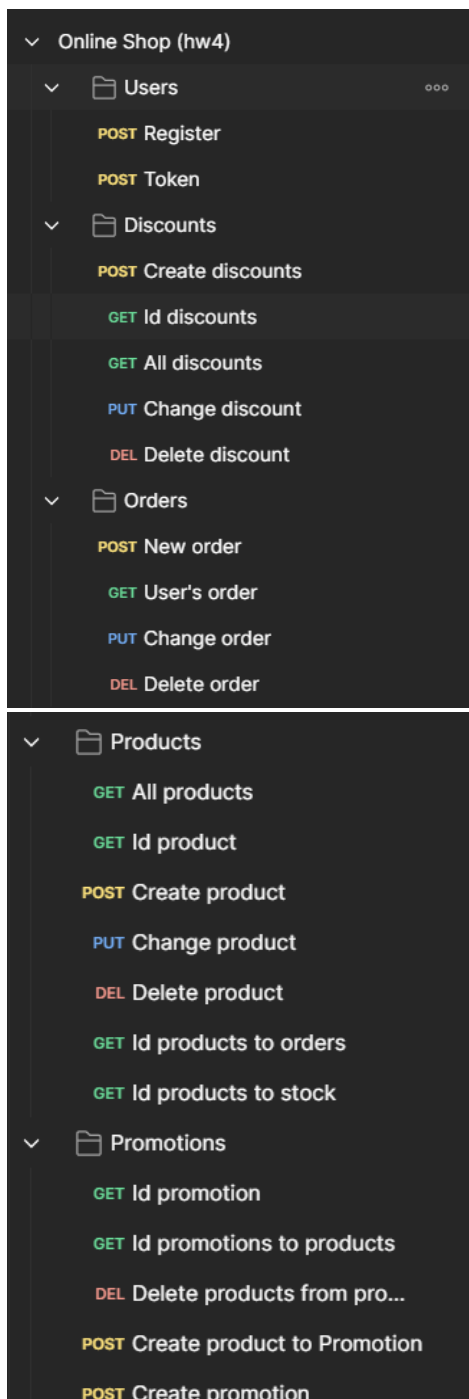 Online Shop (hw4)
Users
POST Register
POST Token
Discounts
POST Create discounts
GET Id discounts
GET All discounts
PUT Change discount
DEL Delete discount
Orders
POST New order
GET User's order
PUT Change order
DEL Delete order
Products
GET All products
GET Id product
POST Create product
PUT Change product
DEL Delete product
GET Id products to orders
GET Id products to stock
Promotions
GET Id promotion
GET Id promotions to products
DEL Delete products from pro...
POST Create product to Promotion
POST Create promotion